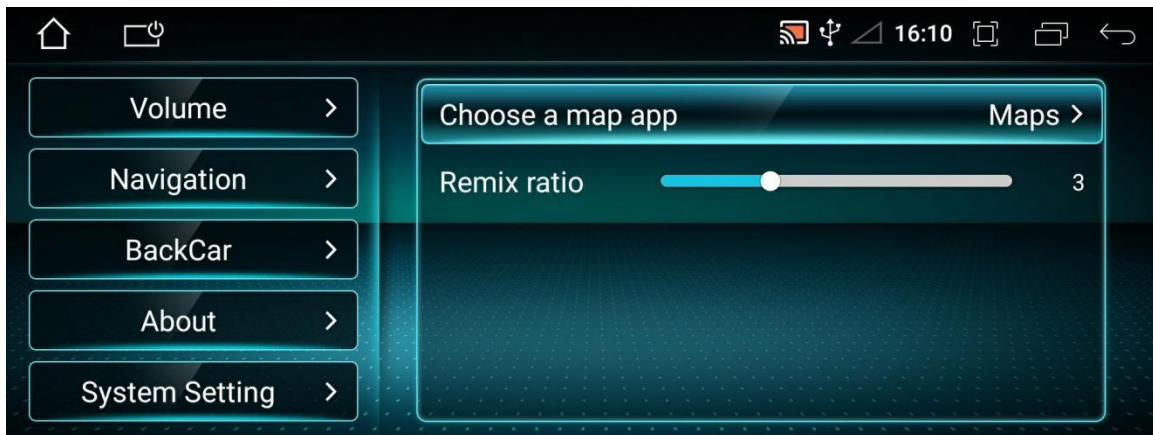 16:10
Volume
Navigation
BackCar
About
System Setting
Choose a map app Maps
Remix ratio 3